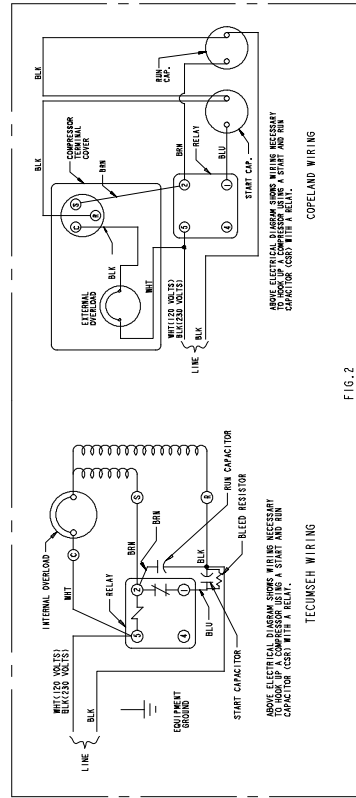 INTERNAL OVERLOAD
WHT(120 VOLTS)
BLK(230 VOLTS)
LINE
BLK
WHT
C
RELAY
5
2
4
1
S
R
BRN
BRN
BLU
BLK
EQUIPMENT
GROUND
START CAPACITOR
RUN CAPACITOR
BLEED RESISTOR
ABOVE ELECTRICAL DIAGRAM SHOWS WIRING NECESSARY
TO HOOK UP A COMPRESSOR USING A START AND RUN
CAPACITOR (CSR) WITH A RELAY.
TECUMSEH WIRING
BLK
BLK
COMPRESSOR
TERMINAL
COVER
BRN
C
S
R
EXTERNAL
OVERLOAD
BLK
WHT
WHT(120 VOLTS)
BLK(230 VOLTS)
LINE
BLK
5
2
4
1
BRN
RELAY
BLU
RUN
CAP.
START CAP.
ABOVE ELECTRICAL DIAGRAM SHOWS WIRING NECESSARY
TO HOOK UP A COMPRESSOR USING A START AND RUN
CAPACITOR (CSR) WITH A RELAY.
COPELAND WIRING
FIG.2